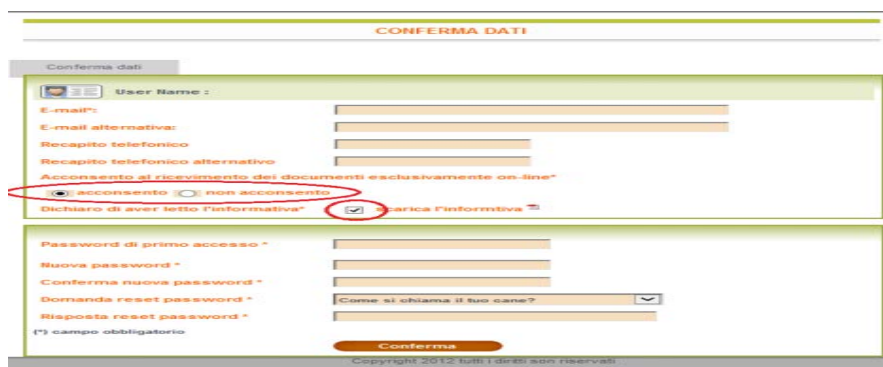 CONFERMA DATI
Conferma dati
User Name :
E-mail*:
E-mail alternativa:
Recapito telefonico
Recapito telefonico alternativo
Acconsento al ricevimento dei documenti esclusivamente on-line*
acconsento non acconsento
Dichiaro di aver letto l'informativa* scarica l'informtiva
Password di primo accesso *
Nuova password *
Conferma nuova password *
Domanda reset password * Come si chiama il tuo cane?
Risposta reset password *
(*) campo obbligatorio
Conferma
Copyright 2012 tutti i diritti son riservati